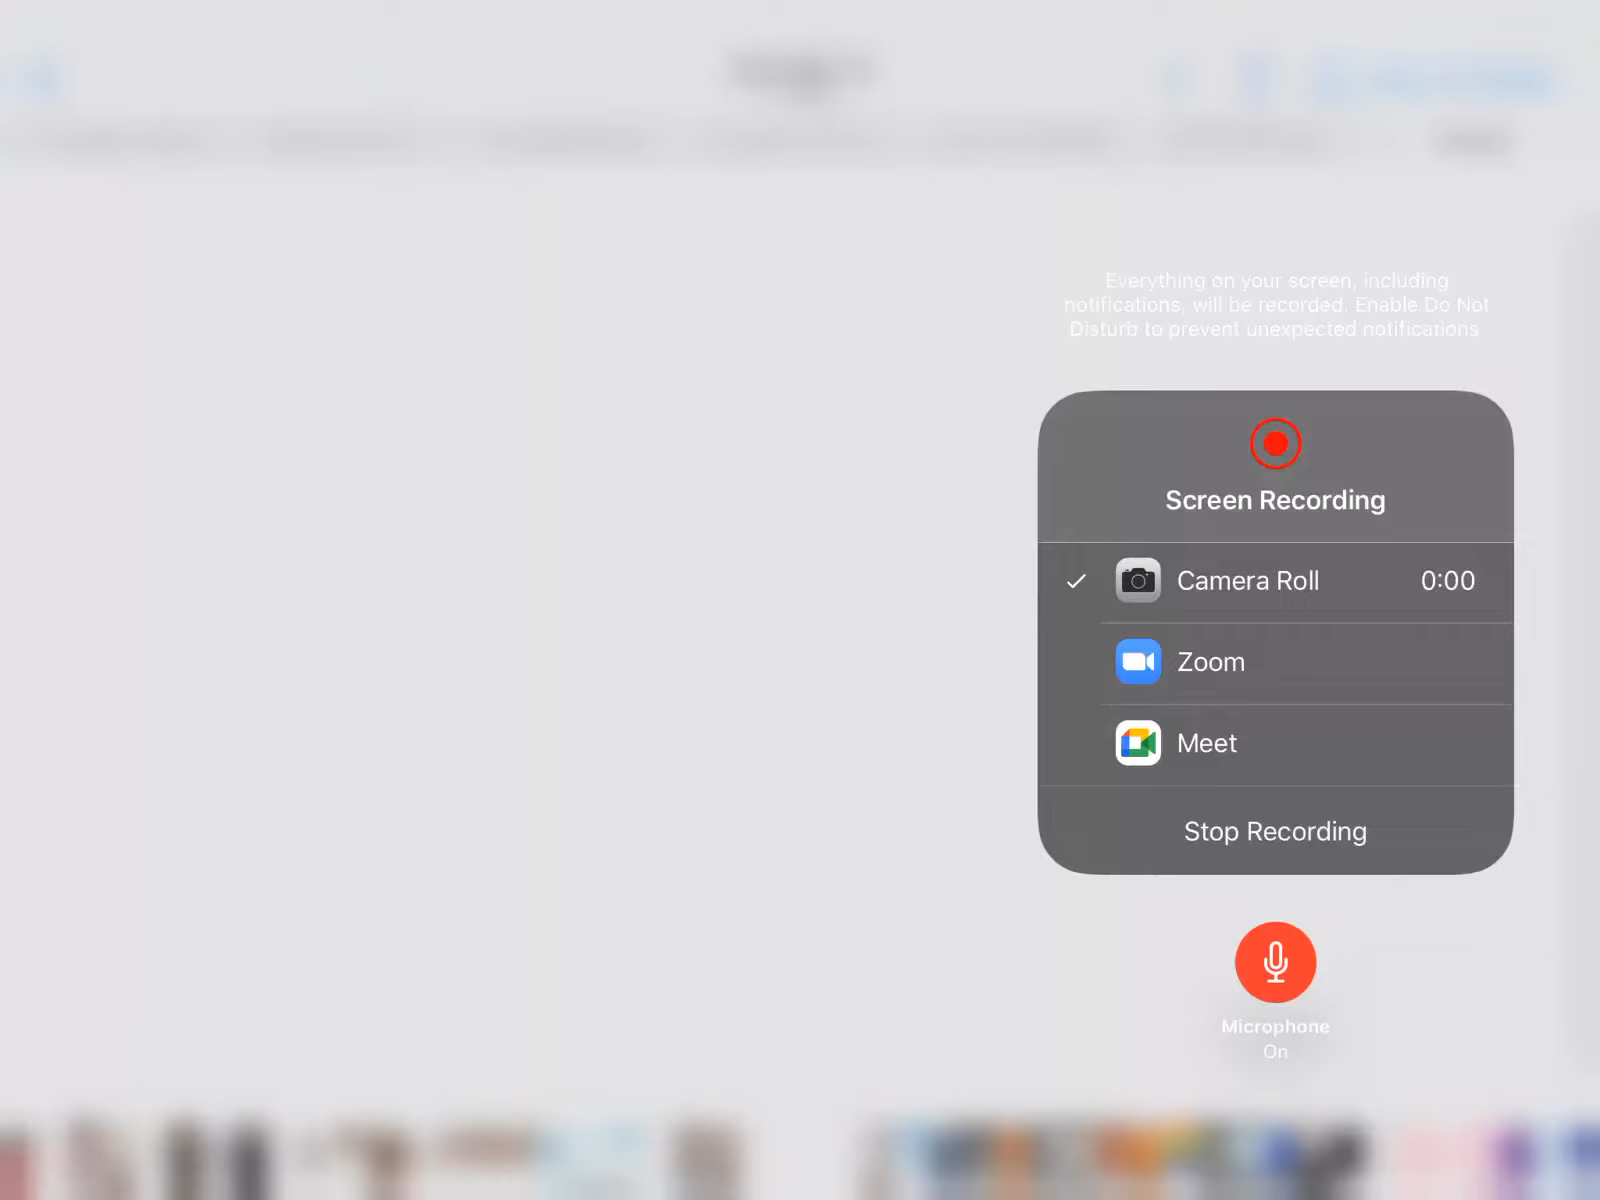 Everything on your screen, including
notifications, will be recorded. Enable Do Not
Disturb to prevent unexpected notifications
Screen Recording
Camera Roll 0:00
Zoom
Meet
Stop Recording
Microphone
On